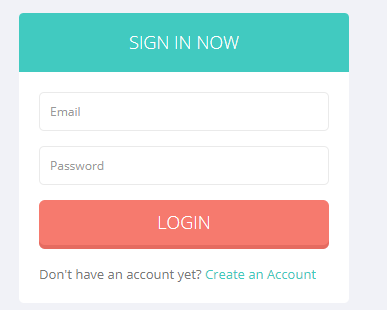 SIGN IN NOW
Email
Password
LOGIN
Don't have an account yet? Create an Account